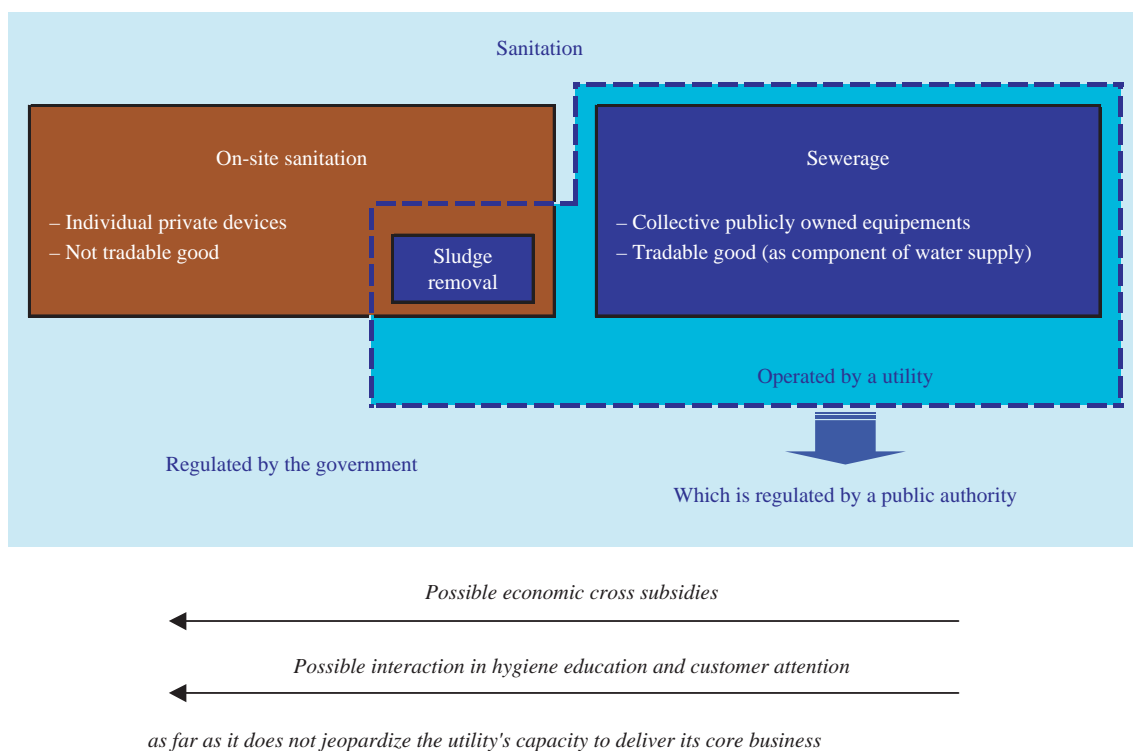 Sanitation
On-site sanitation
– Individual private devices
– Not tradable good
Sludge
removal
Sewerage
– Collective publicly owned equipements
– Tradable good (as component of water supply)
Operated by a utility
Regulated by the government
Which is regulated by a public authority
Possible economic cross subsidies
Possible interaction in hygiene education and customer attention
as far as it does not jeopardize the utility's capacity to deliver its core business